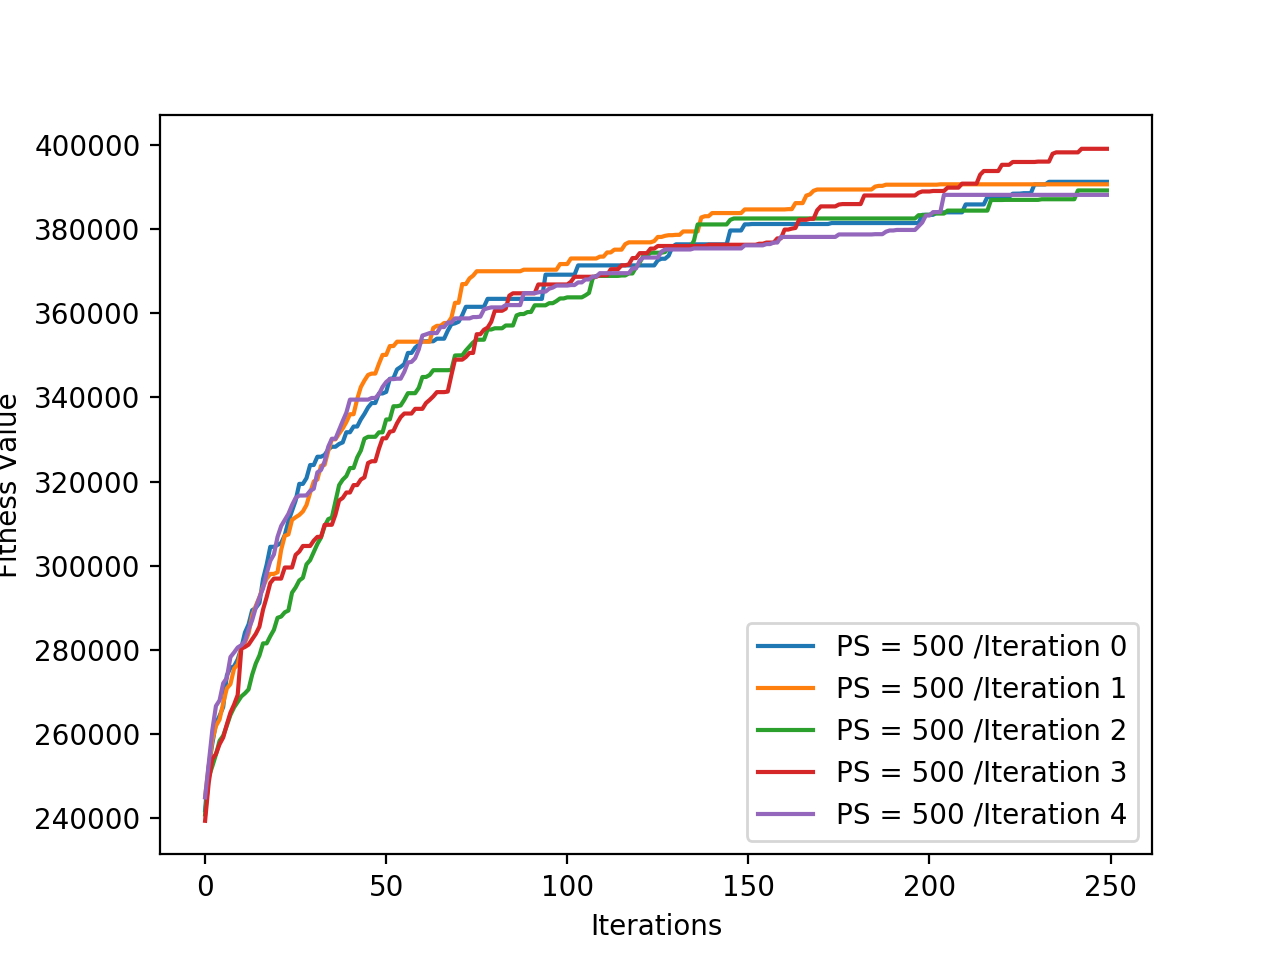 400000
380000
360000
340000
320000
300000
280000
260000
240000
Fitness Value
0 50 100 150 200 250
Iterations
PS = 500 /Iteration 0
PS = 500 /Iteration 1
PS = 500 /Iteration 2
PS = 500 /Iteration 3
PS = 500 /Iteration 4